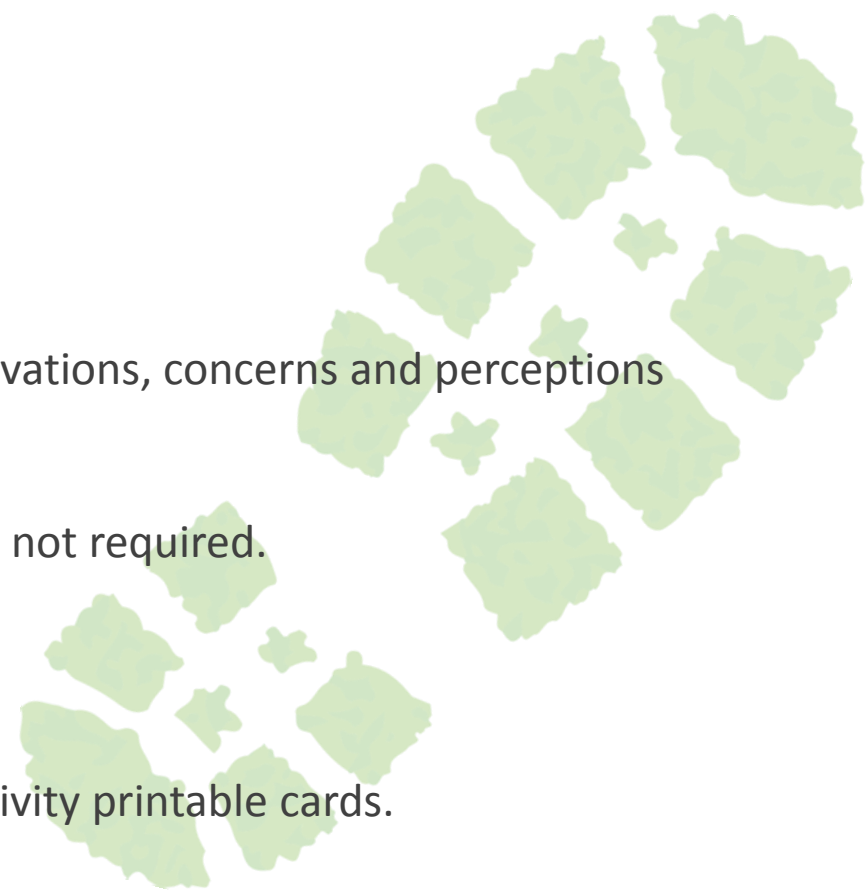 vations, concerns and perceptions
not required.
ivity printable cards.